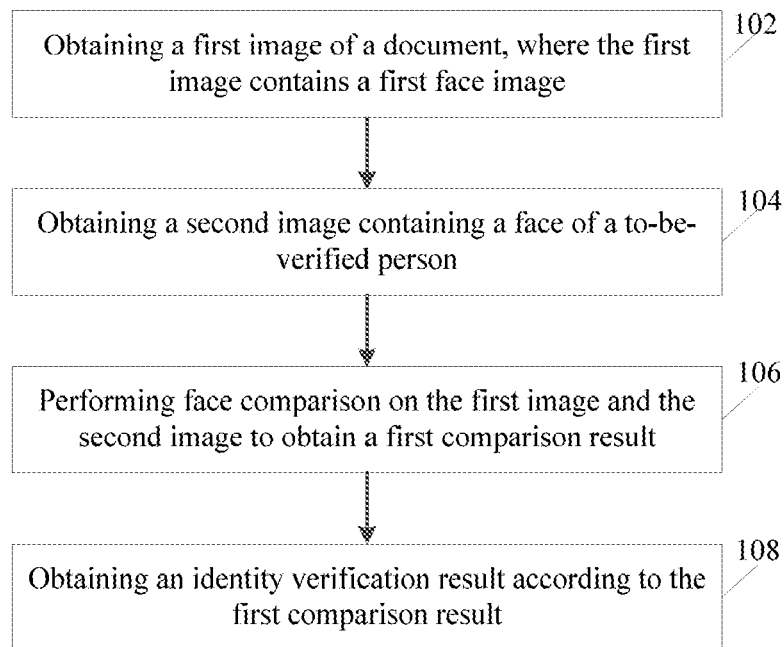 102
Obtaining a first image of a document, where the first
image contains a first face image
104
Obtaining a second image containing a face of a to-be-
verified person
106
Performing face comparison on the first image and the
second image to obtain a first comparison result
108
Obtaining an identity verification result according to the
first comparison result